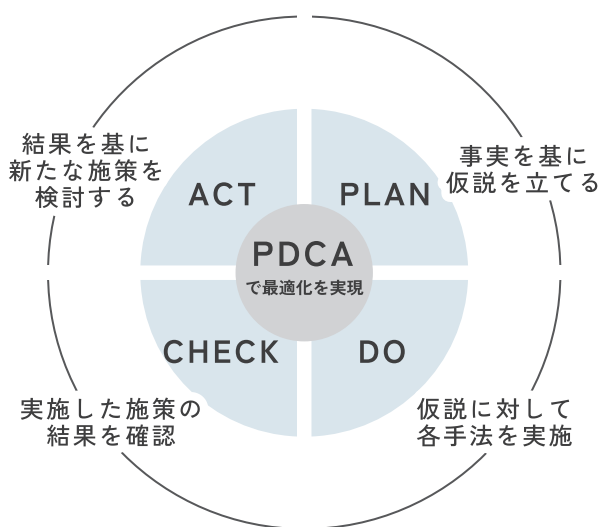 結果を基に
新たな施策を
検討する
ACT
PLAN
事実を基に
仮説を立てる
PDCA
で最適化を実現
CHECK
DO
実施した施策の
結果を確認
仮説に対して
各手法を実施